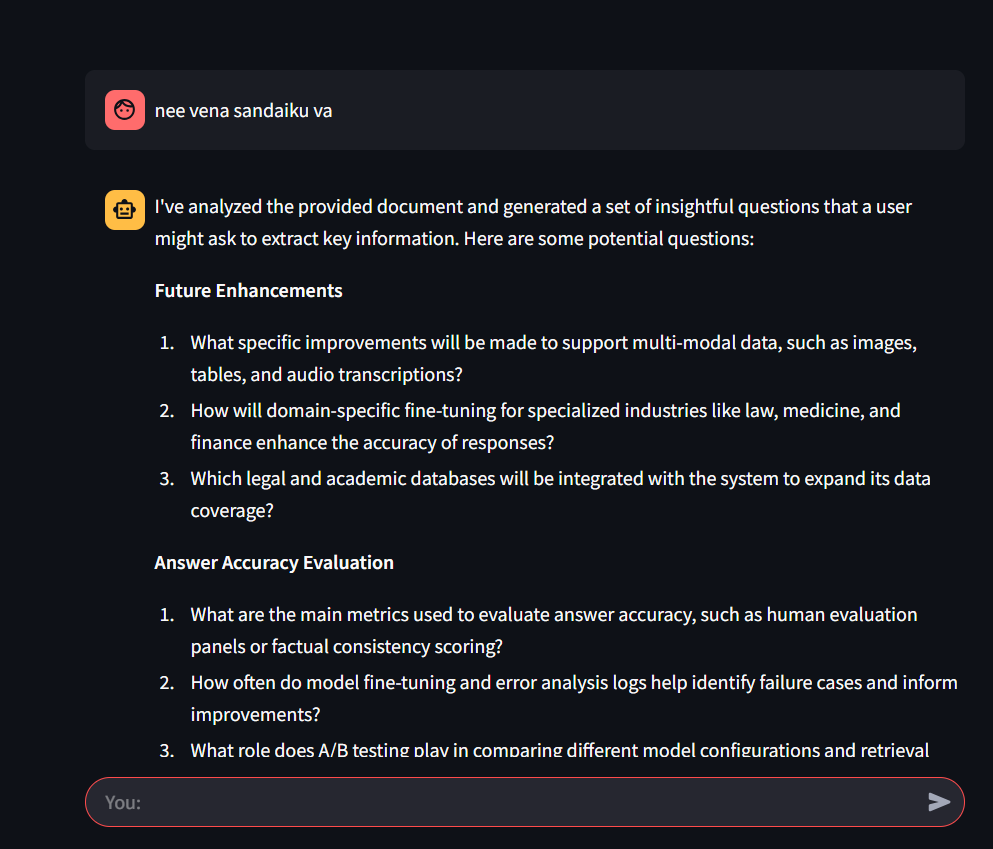 nee vena sandaiku va
I've analyzed the provided document and generated a set of insightful questions that a user
might ask to extract key information. Here are some potential questions:
Future Enhancements
1. What specific improvements will be made to support multi-modal data, such as images,
tables, and audio transcriptions?
2. How will domain-specific fine-tuning for specialized industries like law, medicine, and
finance enhance the accuracy of responses?
3. Which legal and academic databases will be integrated with the system to expand its data
coverage?
Answer Accuracy Evaluation
1. What are the main metrics used to evaluate answer accuracy, such as human evaluation
panels or factual consistency scoring?
2. How often do model fine-tuning and error analysis logs help identify failure cases and inform
improvements?
3. What role does A/B testing play in comparing different model configurations and retrieval
You: